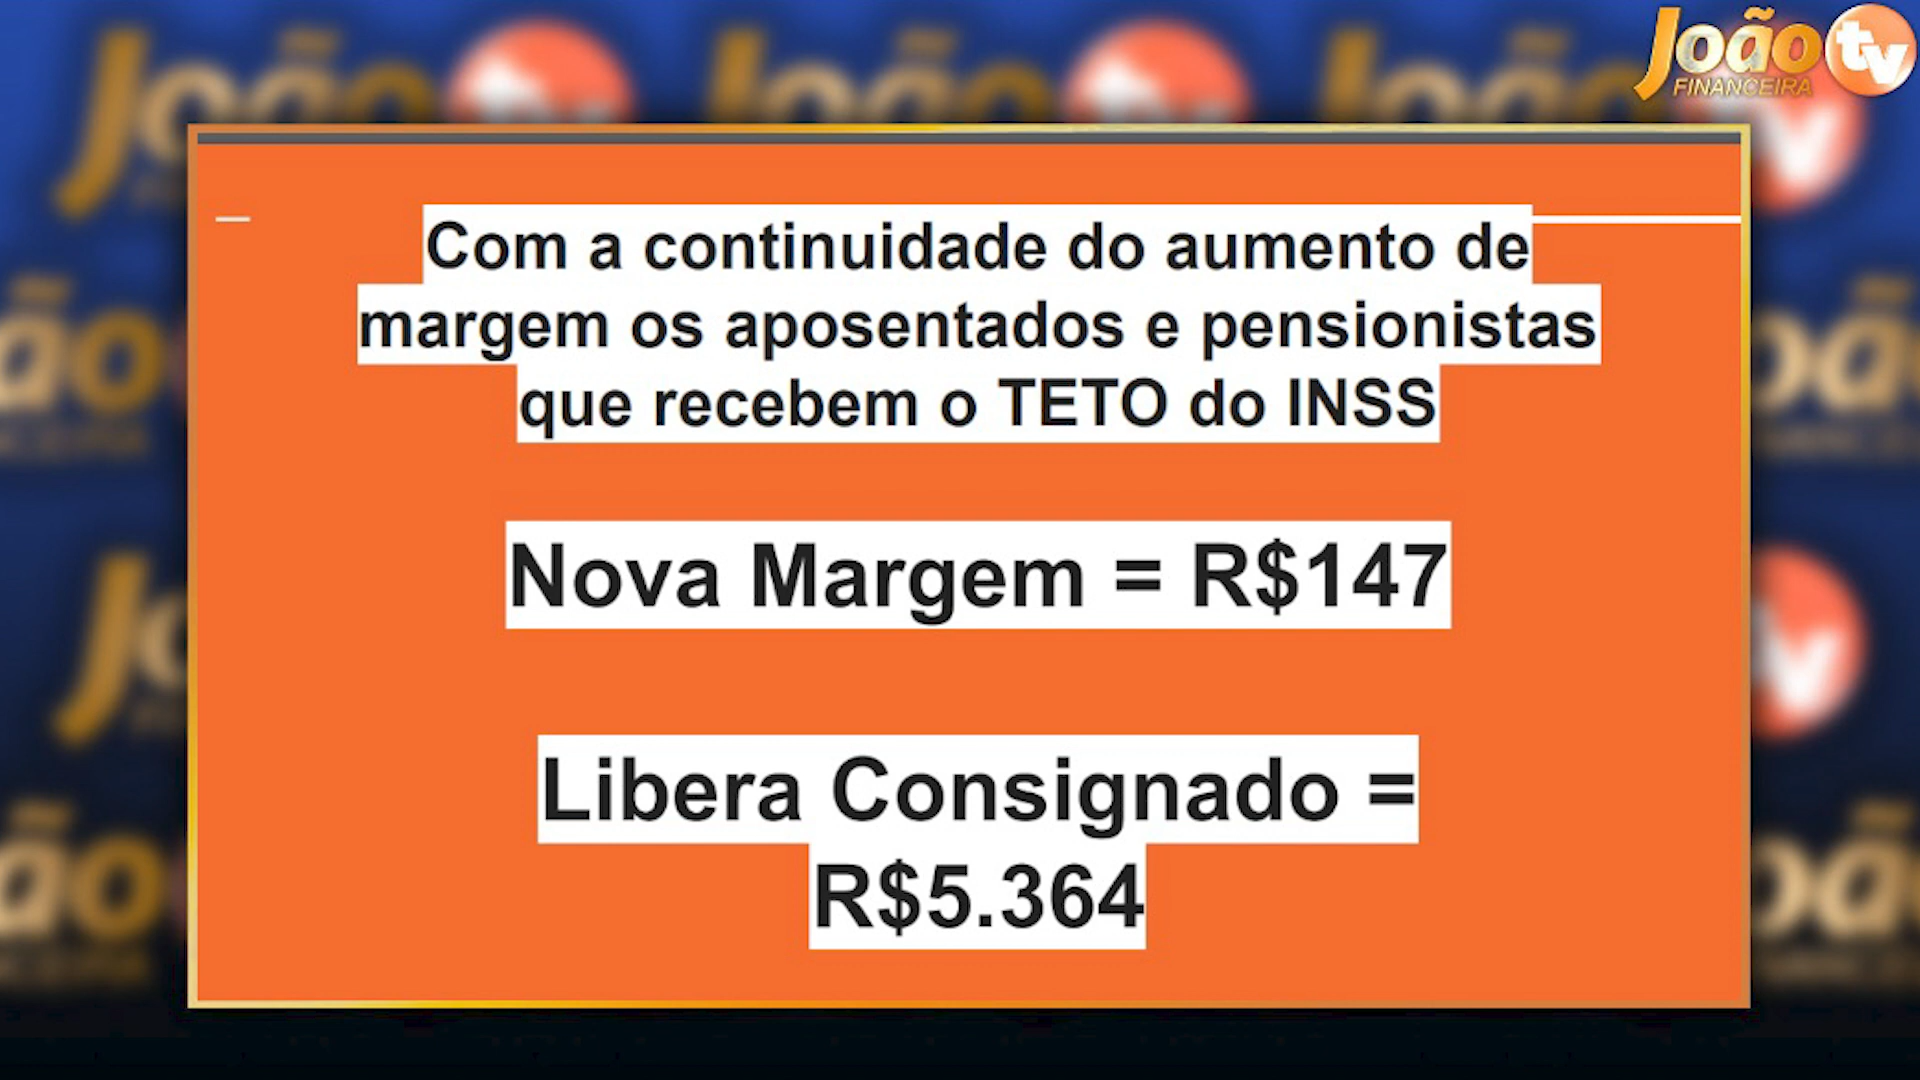 João tv
FINANCEIRA
Com a continuidade do aumento de
margem os aposentados e pensionistas
que recebem o TETO do INSS
Nova Margem = R$147
Libera Consignado =
R$5.364